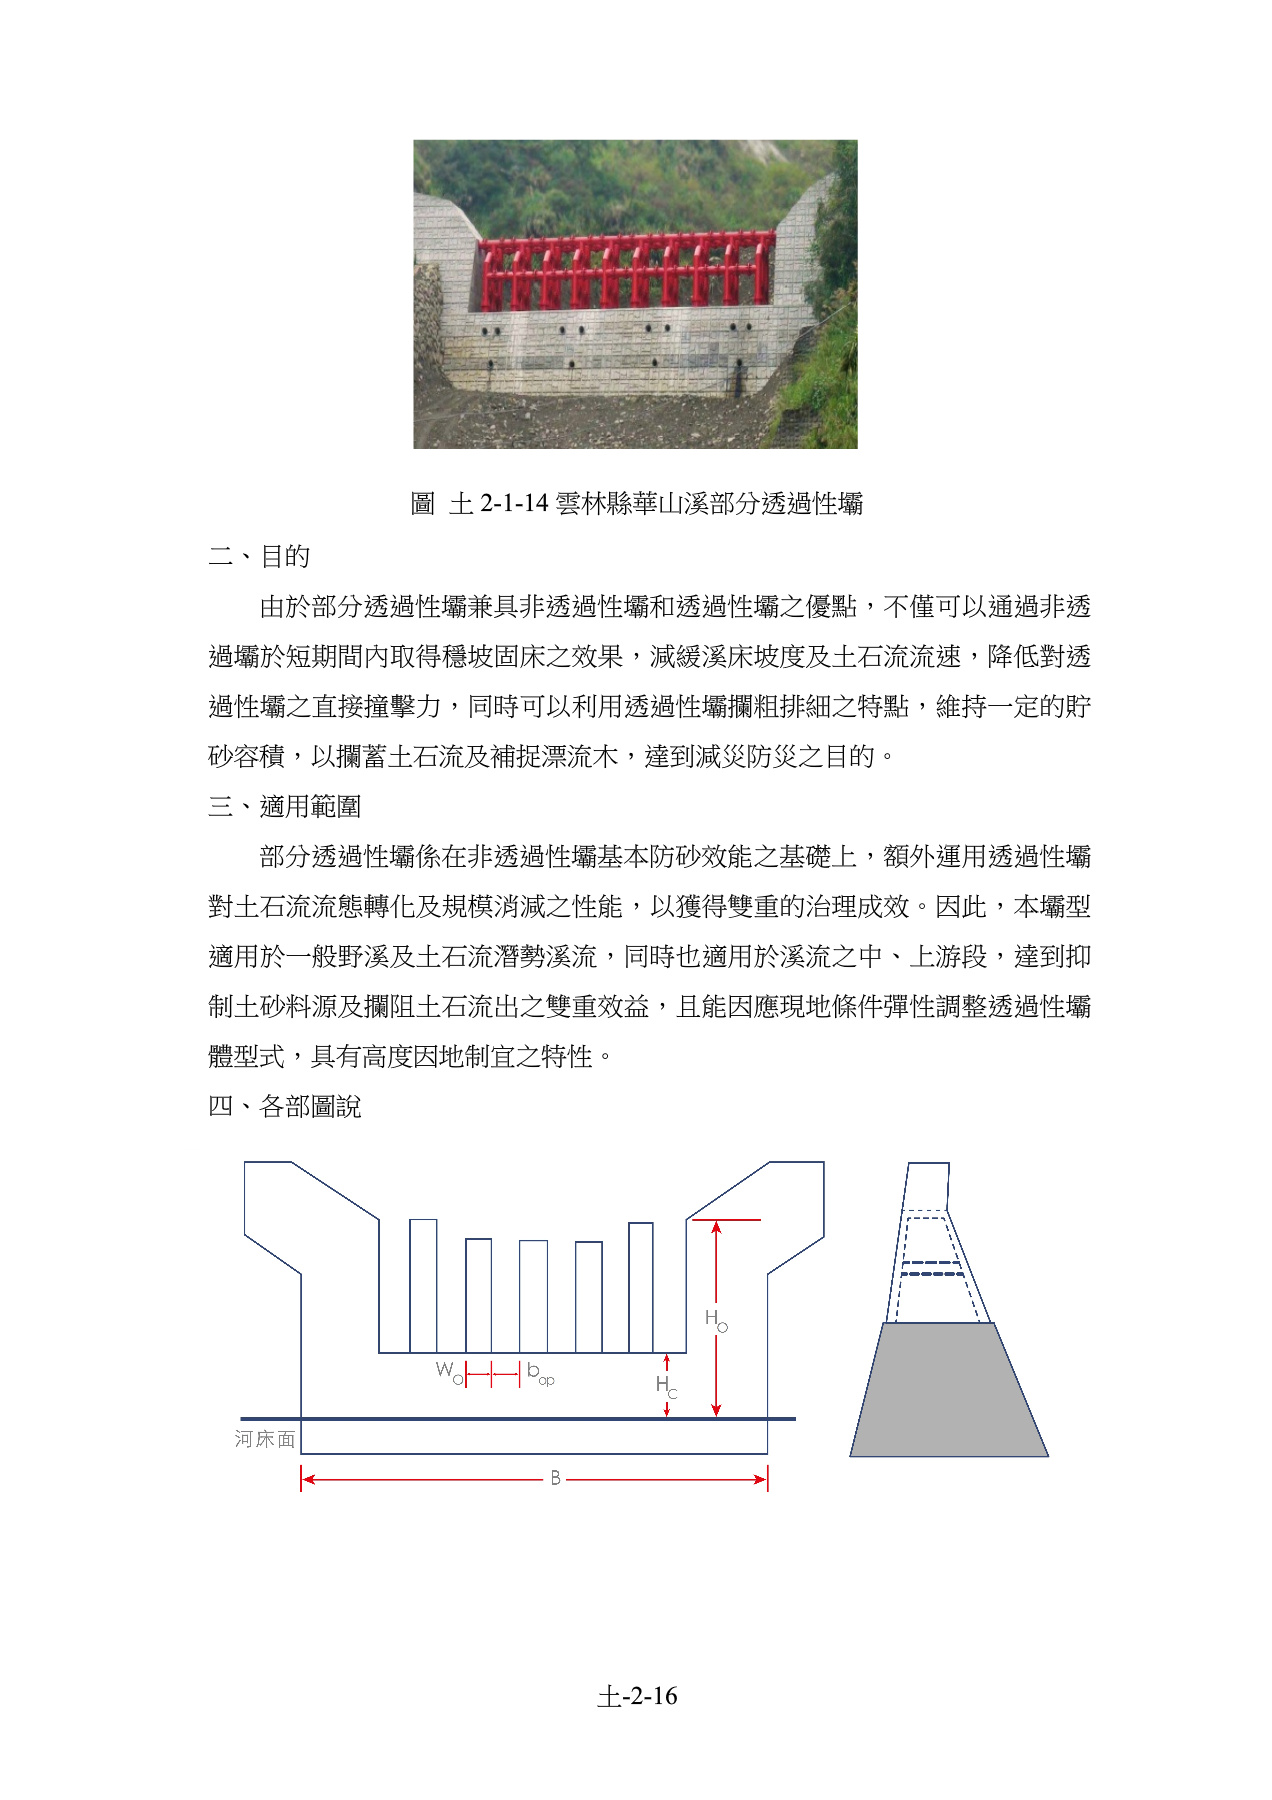 圖 土 2-1-14 雲林縣華山溪部分透過性壩
二、目的
由於部分透過性壩兼具非透過性壩和透過性壩之優點，不僅可以通過非透
過壩於短期間內取得穩坡固床之效果，減緩溪床坡度及土石流流速，降低對透
過性壩之直接撞擊力，同時可以利用透過性壩攔粗排細之特點，維持一定的貯
砂容積，以攔蓄土石流及補捉漂流木，達到減災防災之目的。
三、適用範圍
部分透過性壩係在非透過性壩基本防砂效能之基礎上，額外運用透過性壩
對土石流流態轉化及規模消減之性能，以獲得雙重的治理成效。因此，本壩型
適用於一般野溪及土石流潛勢溪流，同時也適用於溪流之中、上游段，達到抑
制土砂料源及攔阻土石流出之雙重效益，且能因應現地條件彈性調整透過性壩
體型式，具有高度因地制宜之特性。
四、各部圖說
HO
WO bop HC
河床面
B
土-2-16